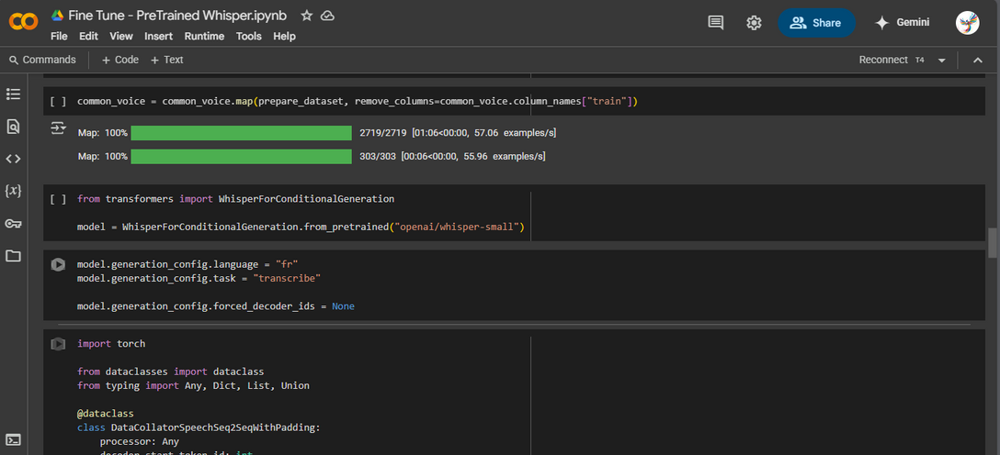 Fine Tune - PreTrained Whisper.ipynb
File Edit View Insert Runtime Tools Help
Share
Gemini
Commands + Code + Text
Reconnect T4
[ ] common_voice = common_voice.map(prepare_dataset, remove_columns=common_voice.column_names["train"])
Map: 100% 2719/2719 [01:06<00:00, 57.06 examples/s]
Map: 100% 303/303 [00:06<00:00, 55.96 examples/s]
[ ] from transformers import WhisperForConditionalGeneration
model = WhisperForConditionalGeneration.from_pretrained("openai/whisper-small")
model.generation_config.language = "fr"
model.generation_config.task = "transcribe"
model.generation_config.forced_decoder_ids = None
import torch
from dataclasses import dataclass
from typing import Any, Dict, List, Union
@dataclass
class DataCollatorSpeechSeq2SeqWithPadding:
processor: Any
decoder_start_token_id: int